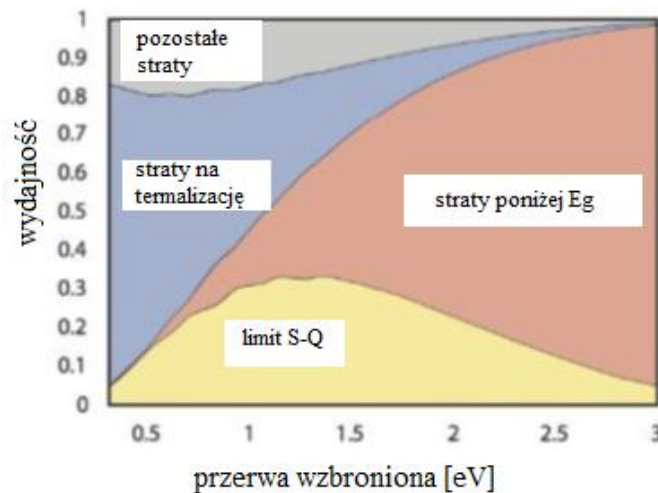 1
0.9
0.8
0.7
0.6
0.5
0.4
0.3
0.2
0.1
0
wydajność
pozostałe
straty
straty na
termalizację
straty poniżej Eg
limit S-Q
0.5
1
1.5
2
2.5
3
przerwa wzbroniona [eV]